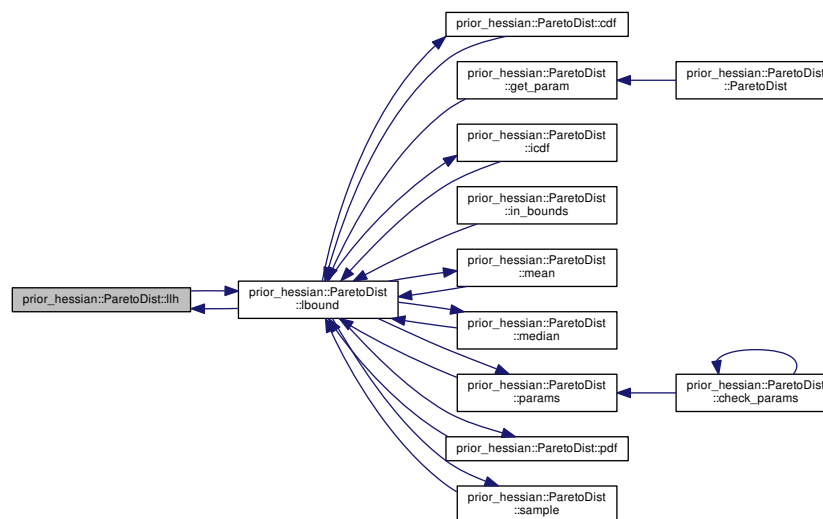 prior_hessian::ParetoDist::llh
prior_hessian::ParetoDist
::lbound
prior_hessian::ParetoDist::cdf
prior_hessian::ParetoDist
::get_param
prior_hessian::ParetoDist
::ParetoDist
prior_hessian::ParetoDist
::icdf
prior_hessian::ParetoDist
::in_bounds
prior_hessian::ParetoDist
::mean
prior_hessian::ParetoDist
::median
prior_hessian::ParetoDist
::params
prior_hessian::ParetoDist
::check_params
prior_hessian::ParetoDist::pdf
prior_hessian::ParetoDist
::sample